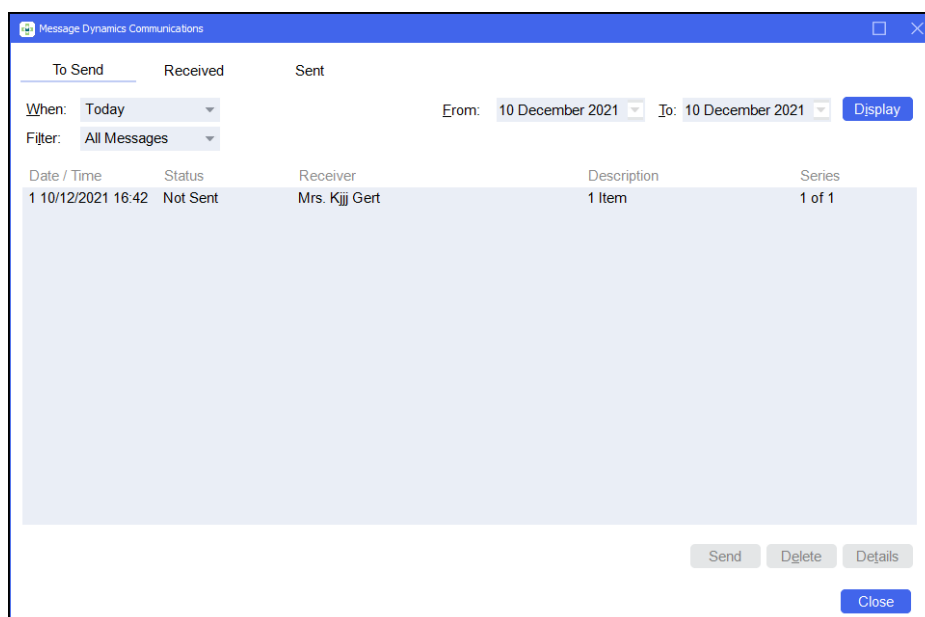 Message Dynamics Communications
To Send Received Sent
When: Today From: 10 December 2021 To: 10 December 2021 Display
Filter: All Messages
Date / Time Status Receiver Description Series
1 10/12/2021 16:42 Not Sent Mrs. Kjjj Gert 1 Item 1 of 1
Send Delete Details
Close